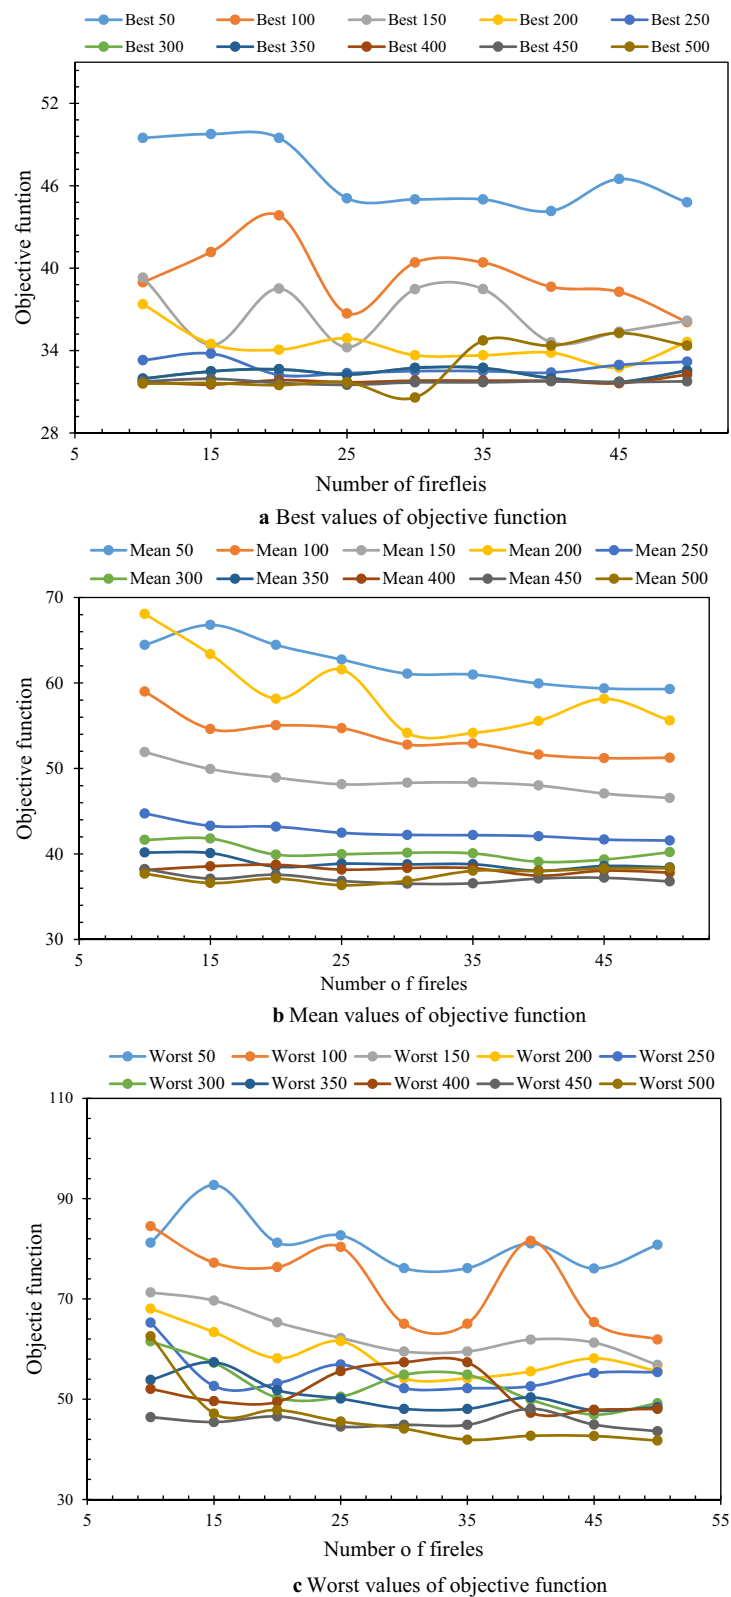 Best 50 Best 100 Best 150 Best 200 Best 250
Best 300 Best 350 Best 400 Best 450 Best 500
52
46
40
34
28
5 15 25 35 45
Objective funtion
Number of firefleis
a Best values of objective function
Mean 50 Mean 100 Mean 150 Mean 200 Mean 250
Mean 300 Mean 350 Mean 400 Mean 450 Mean 500
70
60
50
40
30
5 15 25 35 45
Objective function
Number o f fireles
b Mean values of objective function
Worst 50 Worst 100 Worst 150 Worst 200 Worst 250
Worst 300 Worst 350 Worst 400 Worst 450 Worst 500
110
90
70
50
30
5 15 25 35 45 55
Objectie function
Number o f fireles
c Worst values of objective function